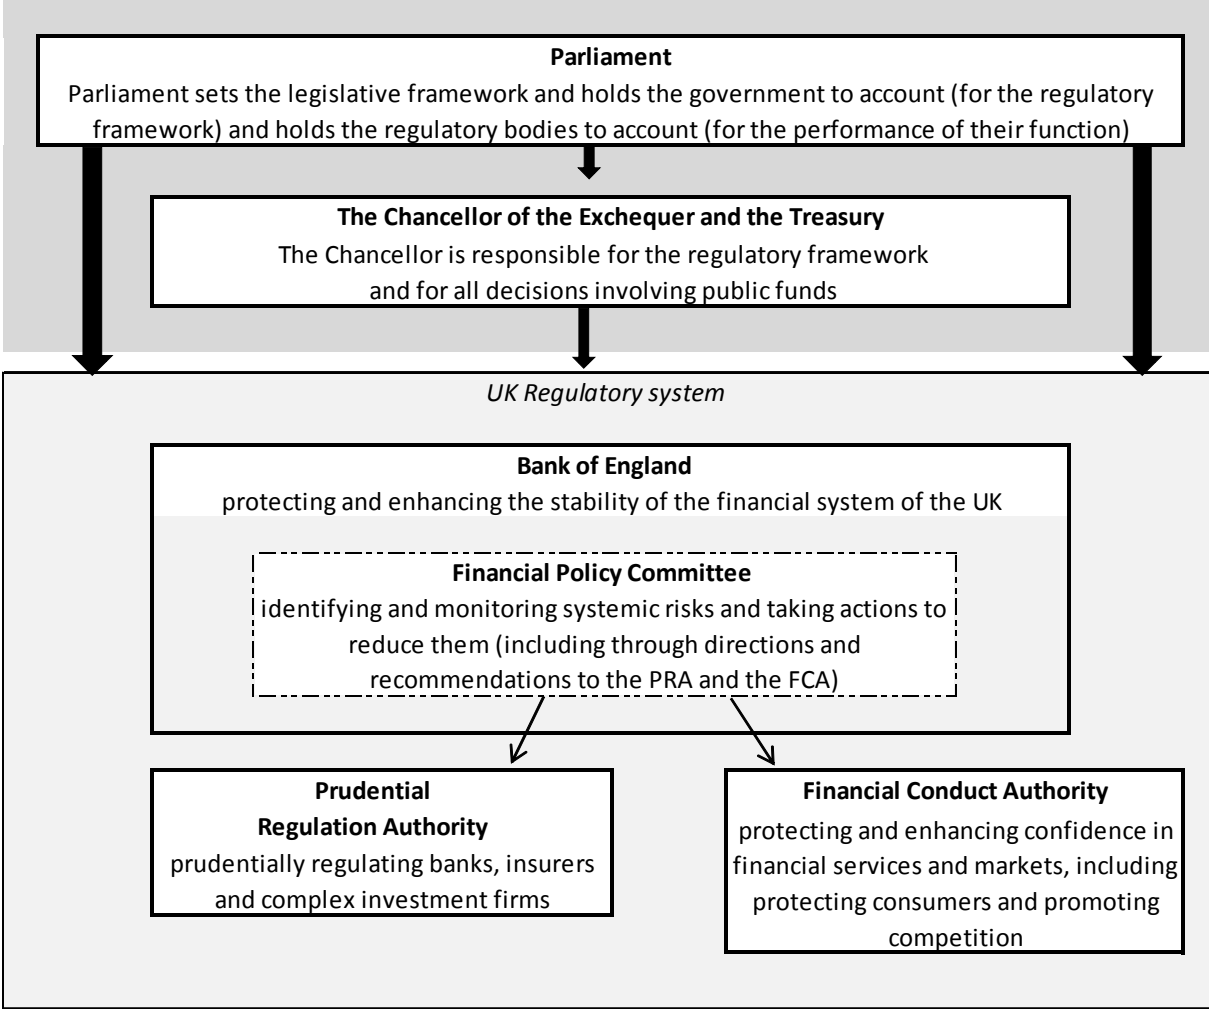 Parliament
Parliament sets the legislative framework and holds the government to account (for the regulatory
framework) and holds the regulatory bodies to account (for the performance of their function)
The Chancellor of the Exchequer and the Treasury
The Chancellor is responsible for the regulatory framework
and for all decisions involving public funds
UK Regulatory system
Bank of England
protecting and enhancing the stability of the financial system of the UK
Financial Policy Committee
identifying and monitoring systemic risks and taking actions to
reduce them (including through directions and
recommendations to the PRA and the FCA)
Prudential
Regulation Authority
prudentially regulating banks, insurers
and complex investment firms
Financial Conduct Authority
protecting and enhancing confidence in
financial services and markets, including
protecting consumers and promoting
competition